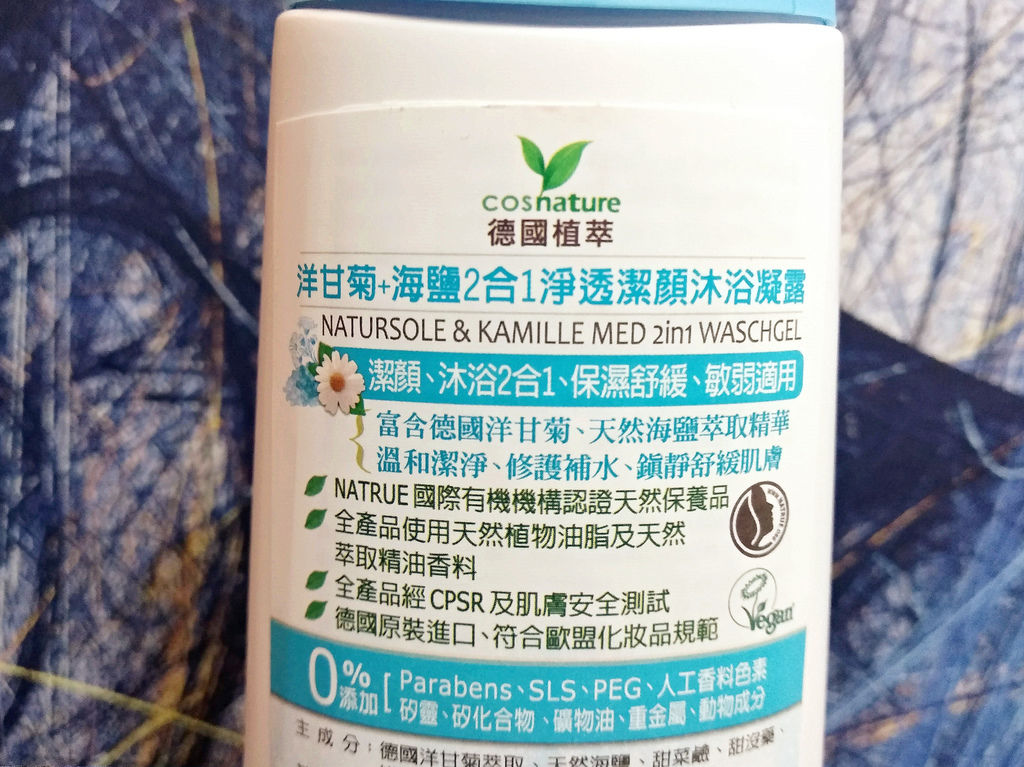 cosnature
德國植萃
洋甘菊+海鹽2合1淨透潔顏沐浴凝露
NATURSOLE & KAMILLE MED 2in1 WASCHGEL
潔顏、沐浴2合1、保濕舒緩、敏弱適用
富含德國洋甘菊、天然海鹽萃取精華
溫和潔淨、修護補水、鎮靜舒緩肌膚
NATRUE 國際有機機構認證天然保養品
全產品使用天然植物油脂及天然
萃取精油香料
全產品經 CPSR 及肌膚安全測試
Vegan
德國原裝進口、符合歐盟化妝品規範
0%添加
Parabens、SLS、PEG、人工香料色素
矽靈、矽化合物、礦物油、重金屬、動物成分
主成分：德國洋甘菊萃取、天然海鹽、甜菜鹼、甜沒藥、